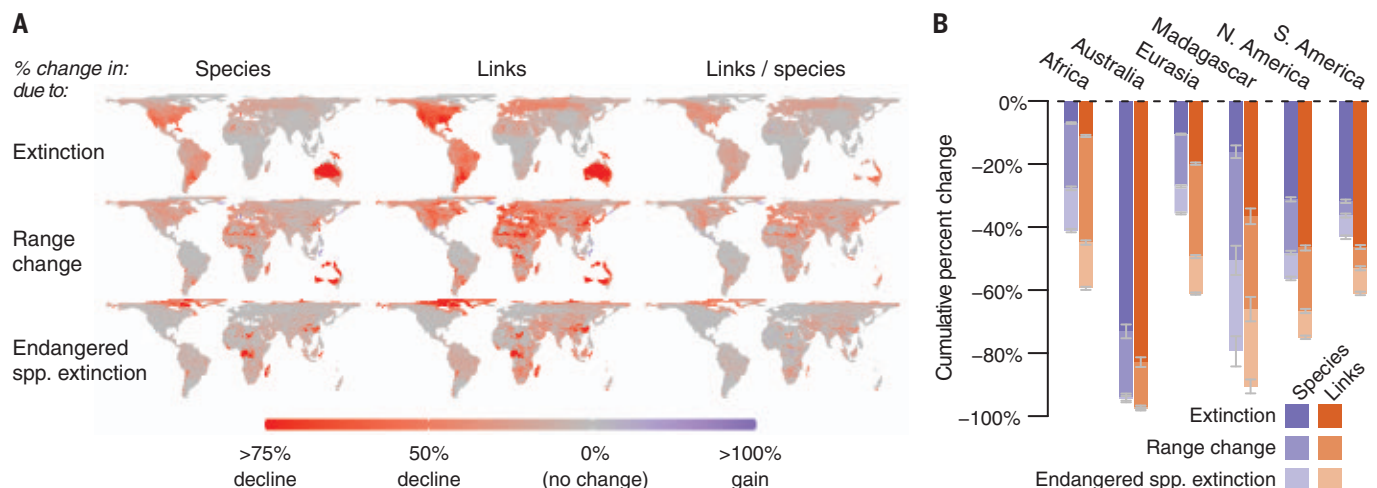 A
% change in:
due to:
Species
Links
Links / species
Extinction
Range
change
Endangered
spp. extinction
>75%
decline
50%
decline
0%
(no change)
>100%
gain
B
Africa
Australia
Eurasia
Madagascar
N. America
S. America
Cumulative percent change
0%
−20%
−40%
−60%
−80%
−100%
Species
Links
Extinction
Range change
Endangered spp. extinction